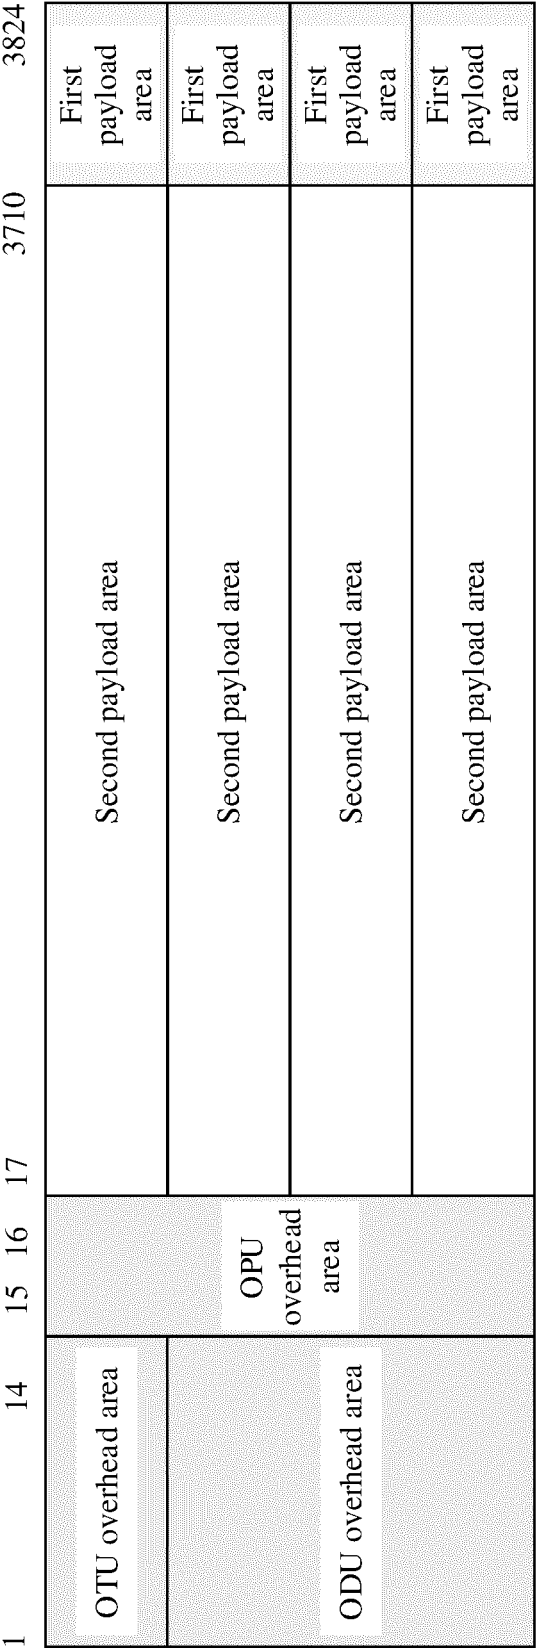 1
14
15
16
17
3710
3824
OTU overhead area
ODU overhead area
OPU
overhead
area
Second payload area
First
payload
area
Second payload area
First
payload
area
Second payload area
First
payload
area
Second payload area
First
payload
area